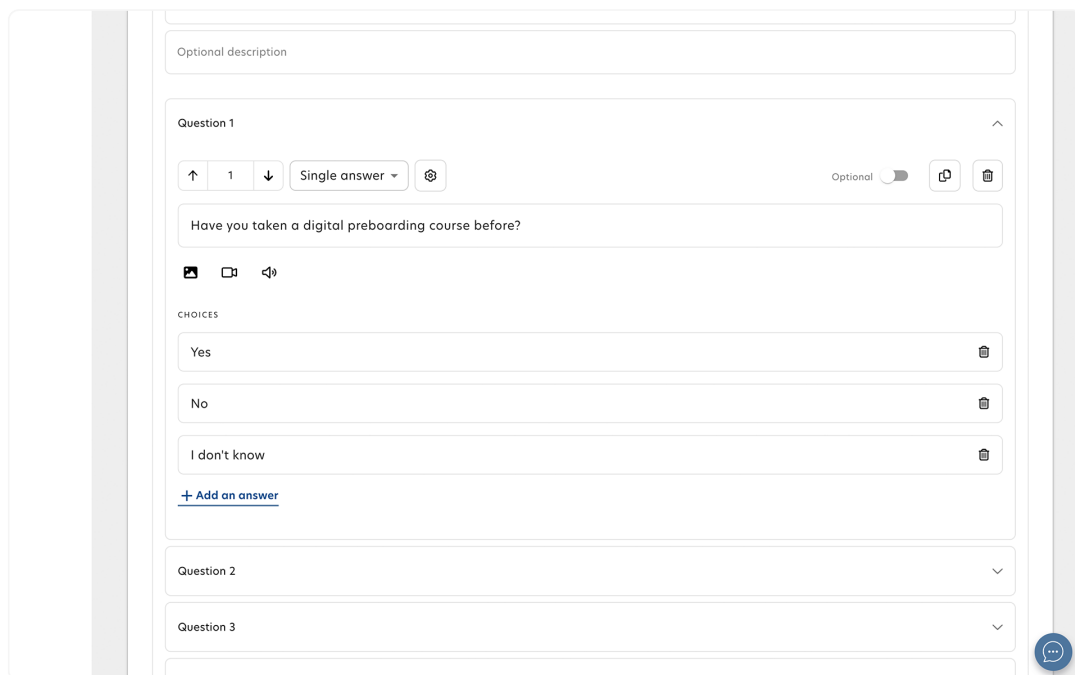 Optional description
Question 1
1
Single answer
Optional
Have you taken a digital preboarding course before?
CHOICES
Yes
No
I don't know
+ Add an answer
Question 2
Question 3